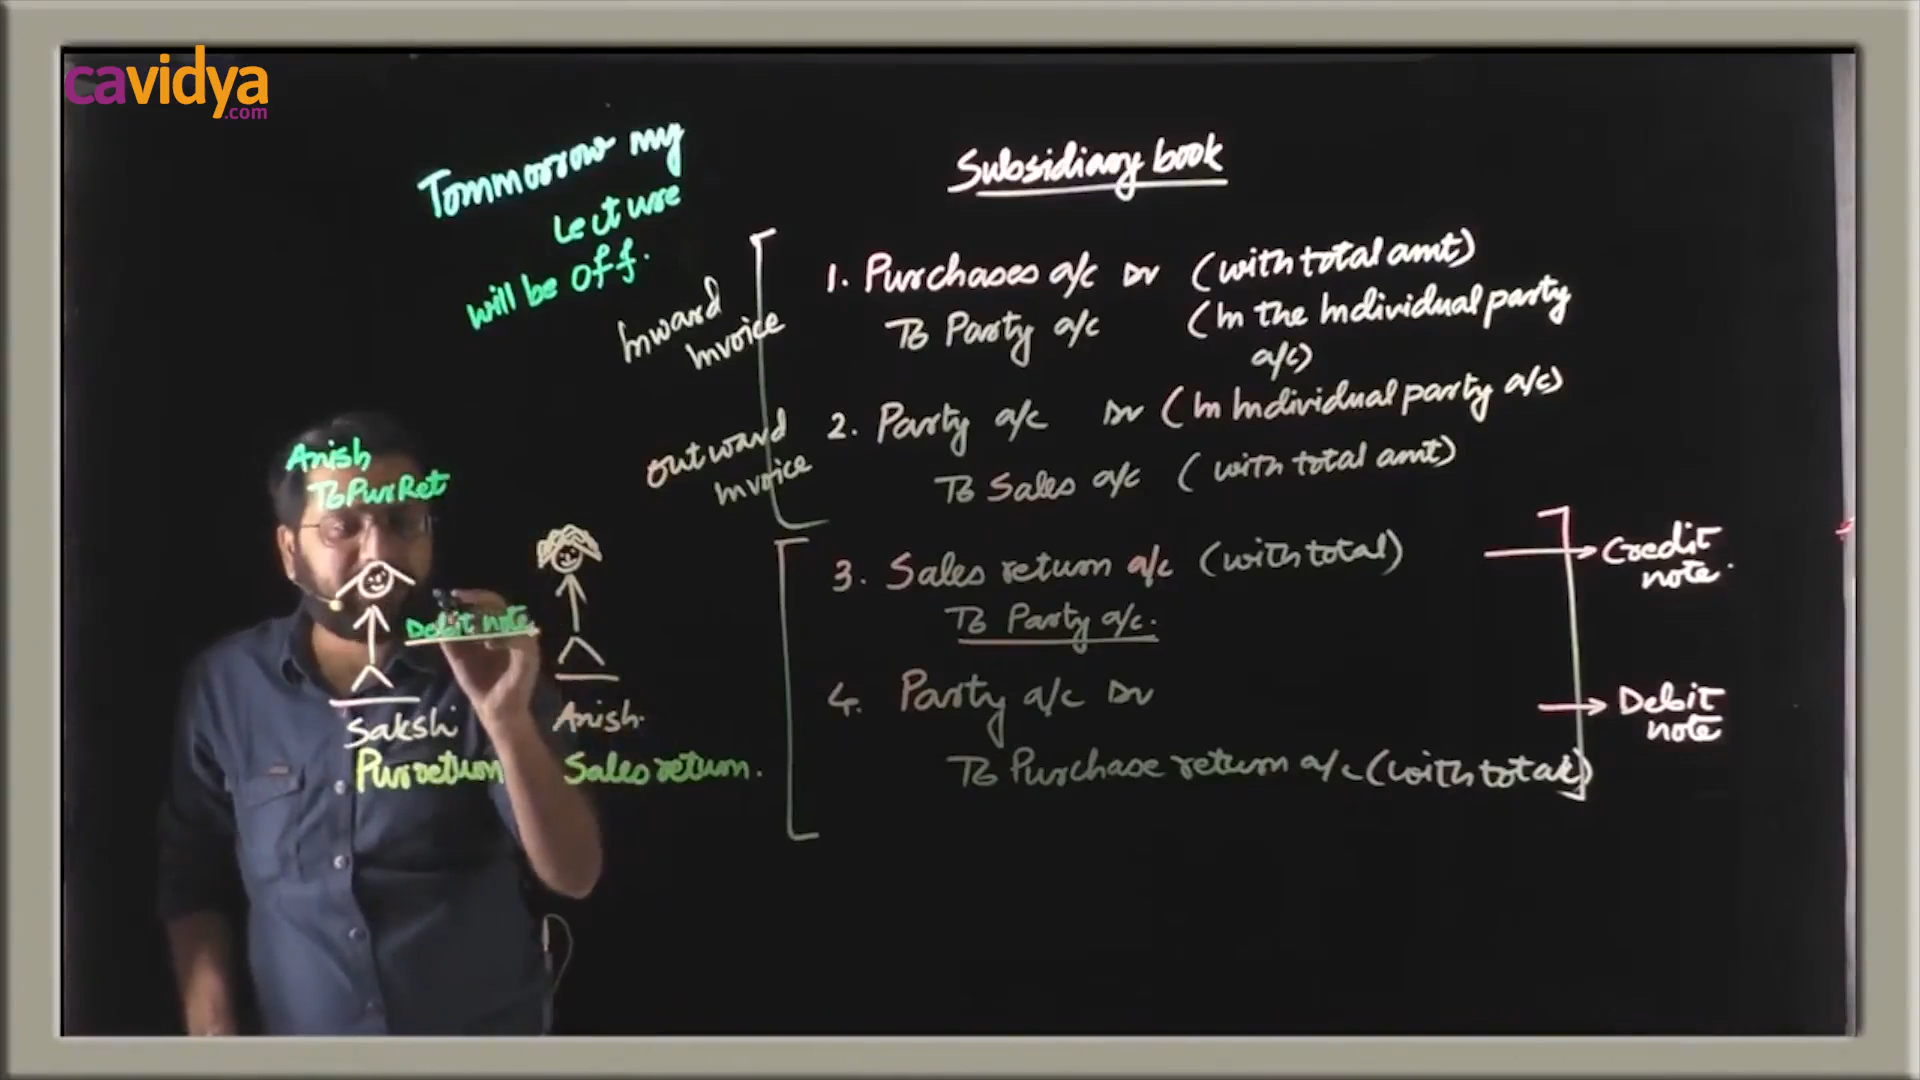 cavidya
.com
Tommorrow my
Lecture
will be off.
Subsidiary book
Inward
Invoice
1. Purchases a/c Dr (with total amt)
To Party a/c (In the Individual party
a/c)
outward
Invoice
2. Party a/c Dr (In Individual party a/c)
To Sales a/c (with total amt)
3. Sales return a/c (with total)
To Party a/c.
Credit
note.
4. Party a/c Dr
To Purchase return a/c (with total)
Debit
note
Anish
To Pur Ret
Debit note
Sakshi
Pur return
Anish.
Sales return.